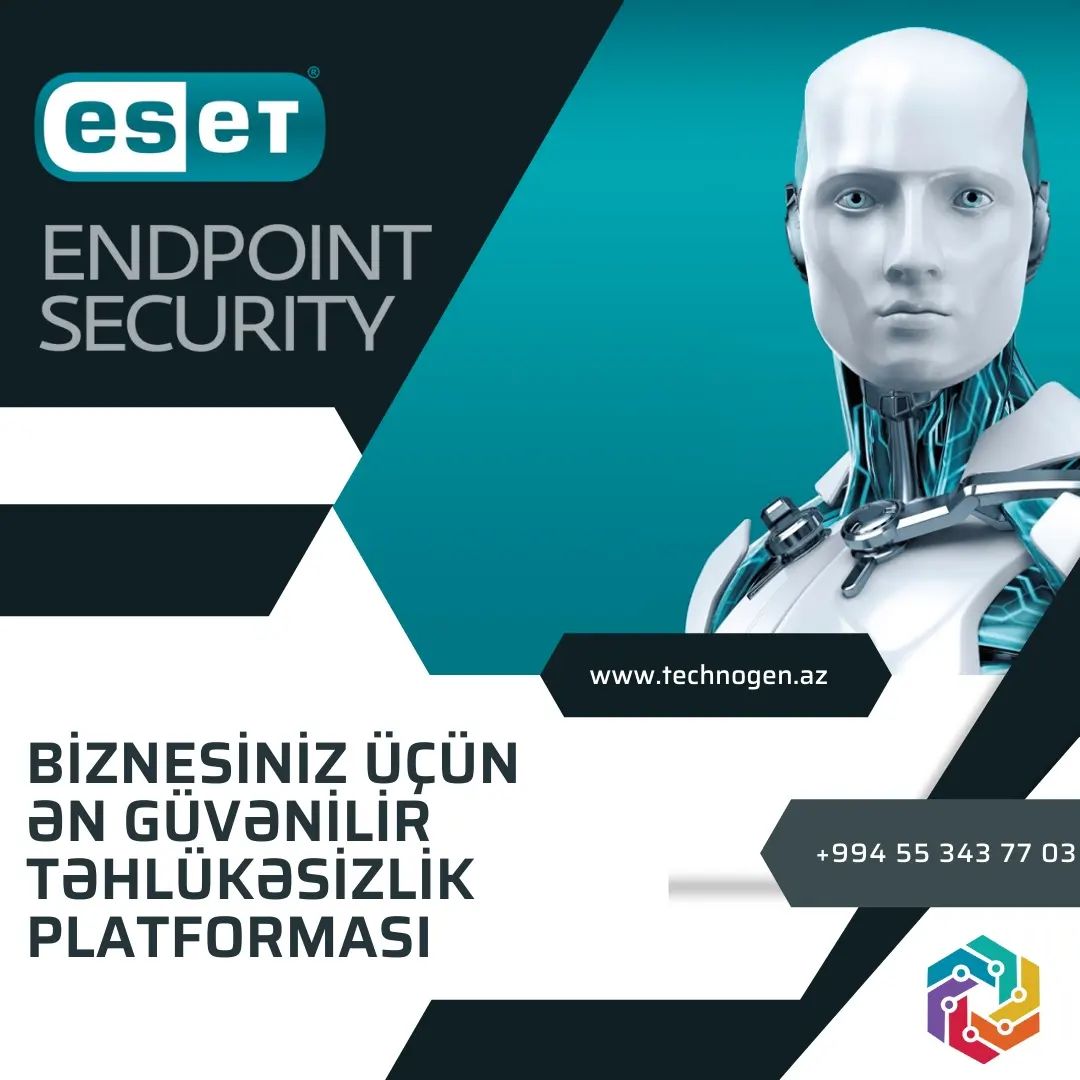 eset®
ENDPOINT
SECURITY
www.technogen.az
BİZNESİNİZ ÜÇÜN
ƏN GÜVƏNİLİR
TƏHLÜKƏSİZLİK
PLATFORMASI
+994 55 343 77 03